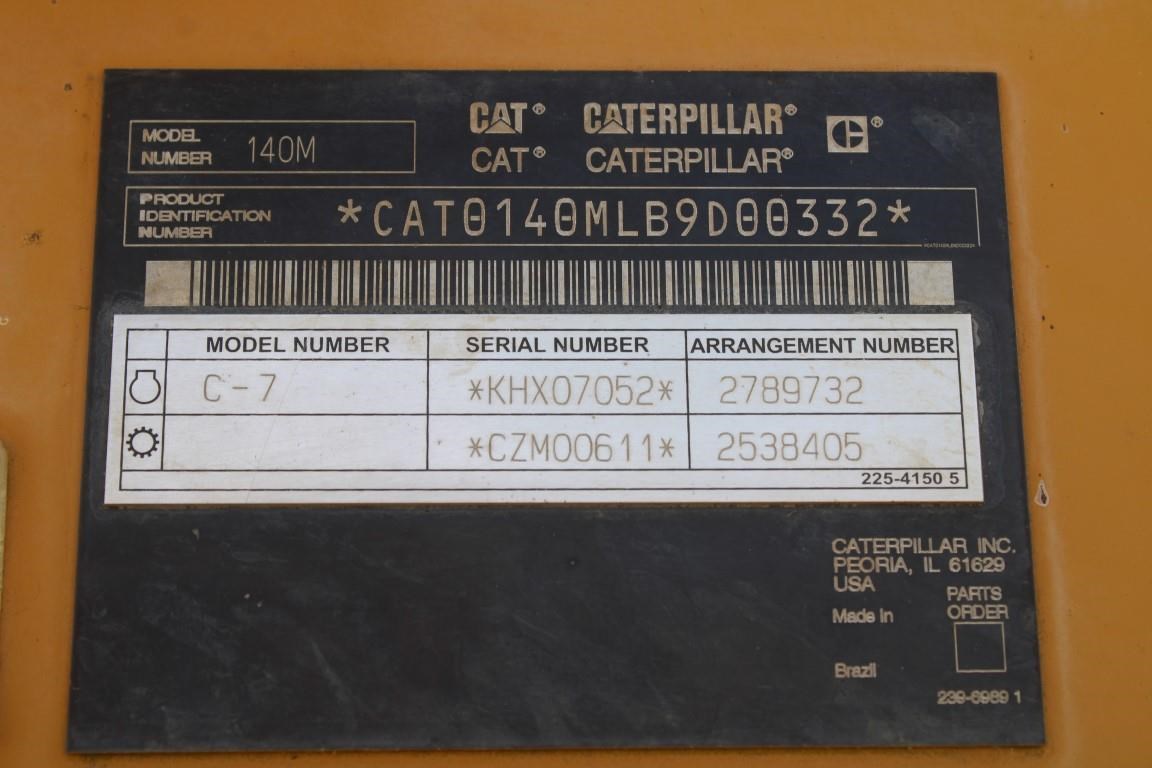 CAT® CATERPILLAR® ®
CAT® CATERPILLAR®
MODEL
NUMBER 140M
PRODUCT
IDENTIFICATION
NUMBER
*CAT0140MLB9D00332*
MODEL NUMBER SERIAL NUMBER ARRANGEMENT NUMBER
C-7 *KHX07052* 2789732
*CZM00611* 2538405
225-4150 5
CATERPILLAR INC.
PEORIA, IL 61629
USA
Made in
Brazil
PARTS
ORDER
239-6989 1